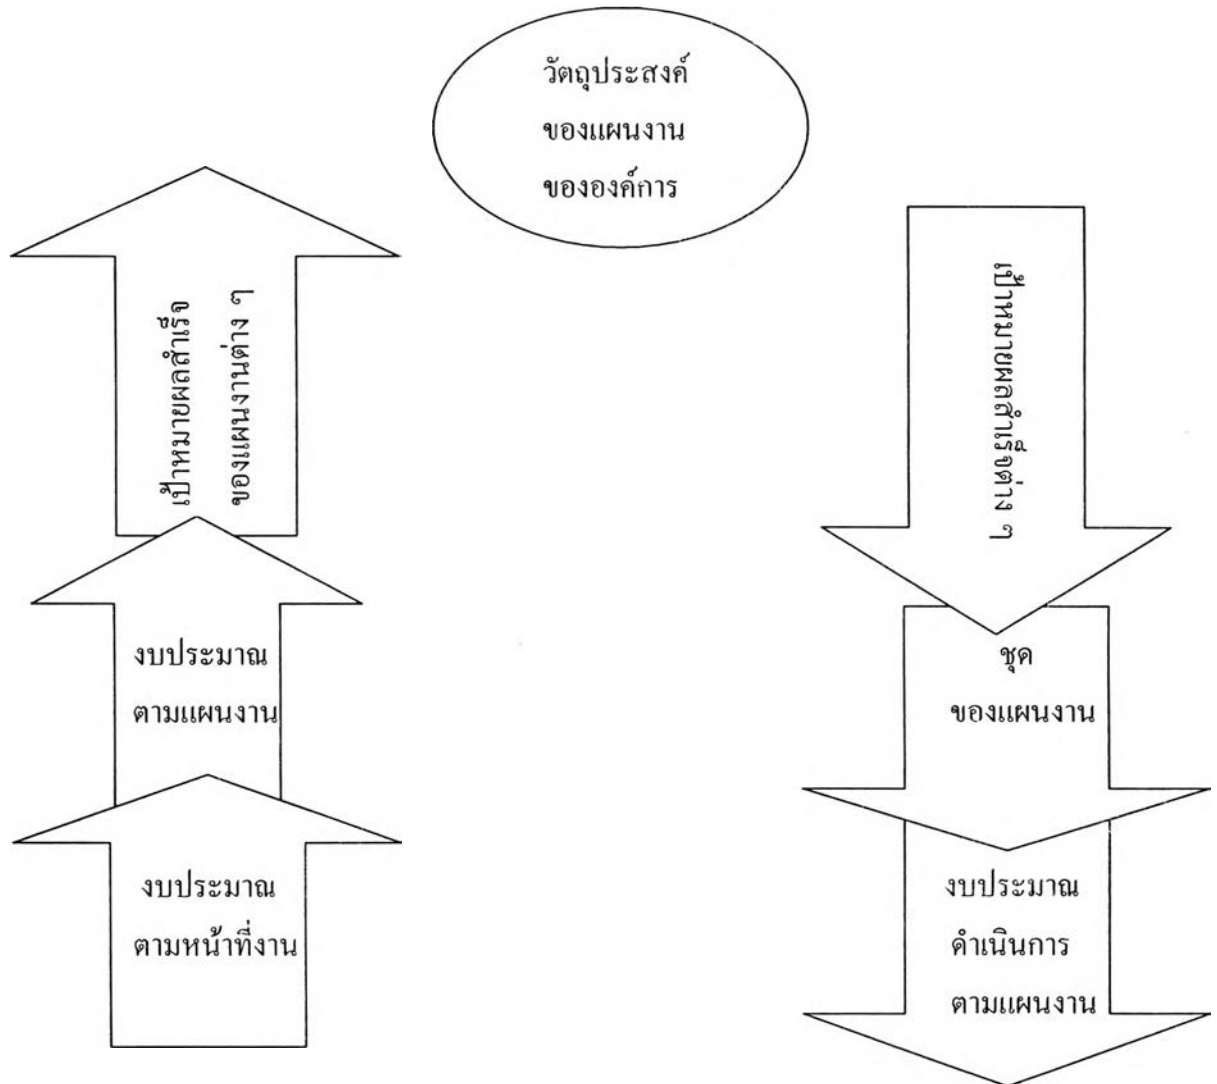 วัตถุประสงค์
ของแผนงาน
ขององค์การ
เป้าหมายผลสำเร็จ
ของแผนงานต่าง ๆ
งบประมาณ
ตามแผนงาน
งบประมาณ
ตามหน้าที่งาน
เป้าหมายผลสำเร็จต่าง ๆ
ชุด
ของแผนงาน
งบประมาณ
ดำเนินการ
ตามแผนงาน